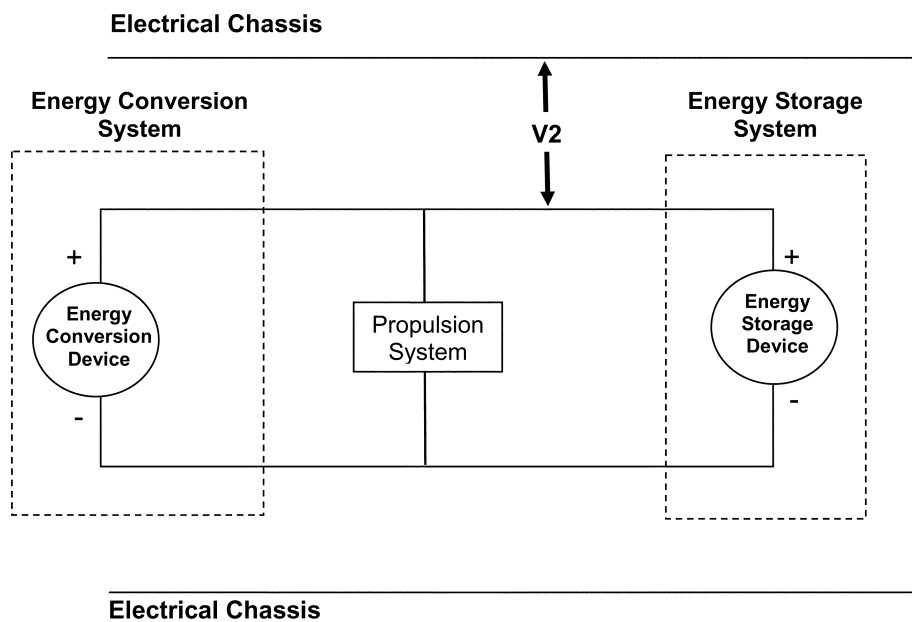 Electrical Chassis
Energy Conversion
System
Energy Storage
System
V2
+
+
Energy
Conversion
Device
Propulsion
System
Energy
Storage
Device
-
-
Electrical Chassis